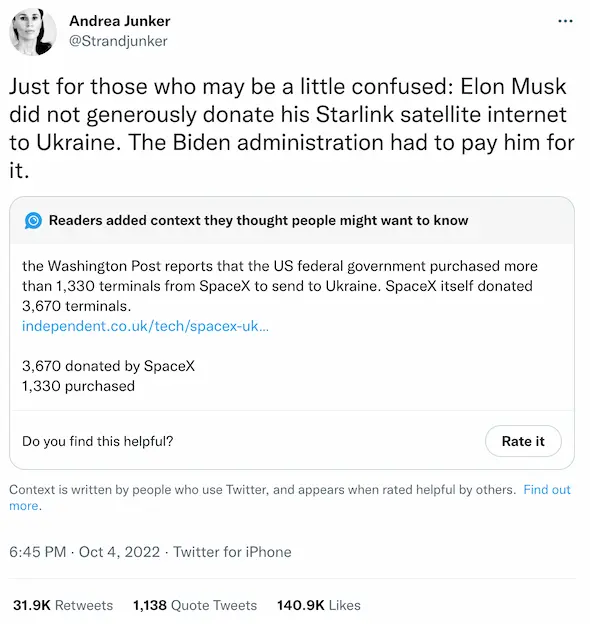 Andrea Junker
@Strandjunker
Just for those who may be a little confused: Elon Musk
did not generously donate his Starlink satellite internet
to Ukraine. The Biden administration had to pay him for
it.
Readers added context they thought people might want to know
the Washington Post reports that the US federal government purchased more
than 1,330 terminals from SpaceX to send to Ukraine. SpaceX itself donated
3,670 terminals.
independent.co.uk/tech/spacex-uk...
3,670 donated by SpaceX
1,330 purchased
Do you find this helpful?
Rate it
Context is written by people who use Twitter, and appears when rated helpful by others. Find out
more.
6:45 PM · Oct 4, 2022 · Twitter for iPhone
31.9K Retweets 1,138 Quote Tweets 140.9K Likes